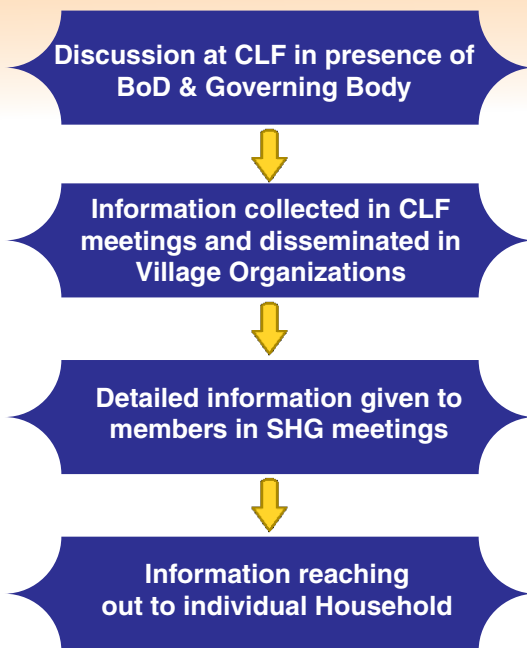 Discussion at CLF in presence of
BoD & Governing Body
Information collected in CLF
meetings and disseminated in
Village Organizations
Detailed information given to
members in SHG meetings
Information reaching
out to individual Household